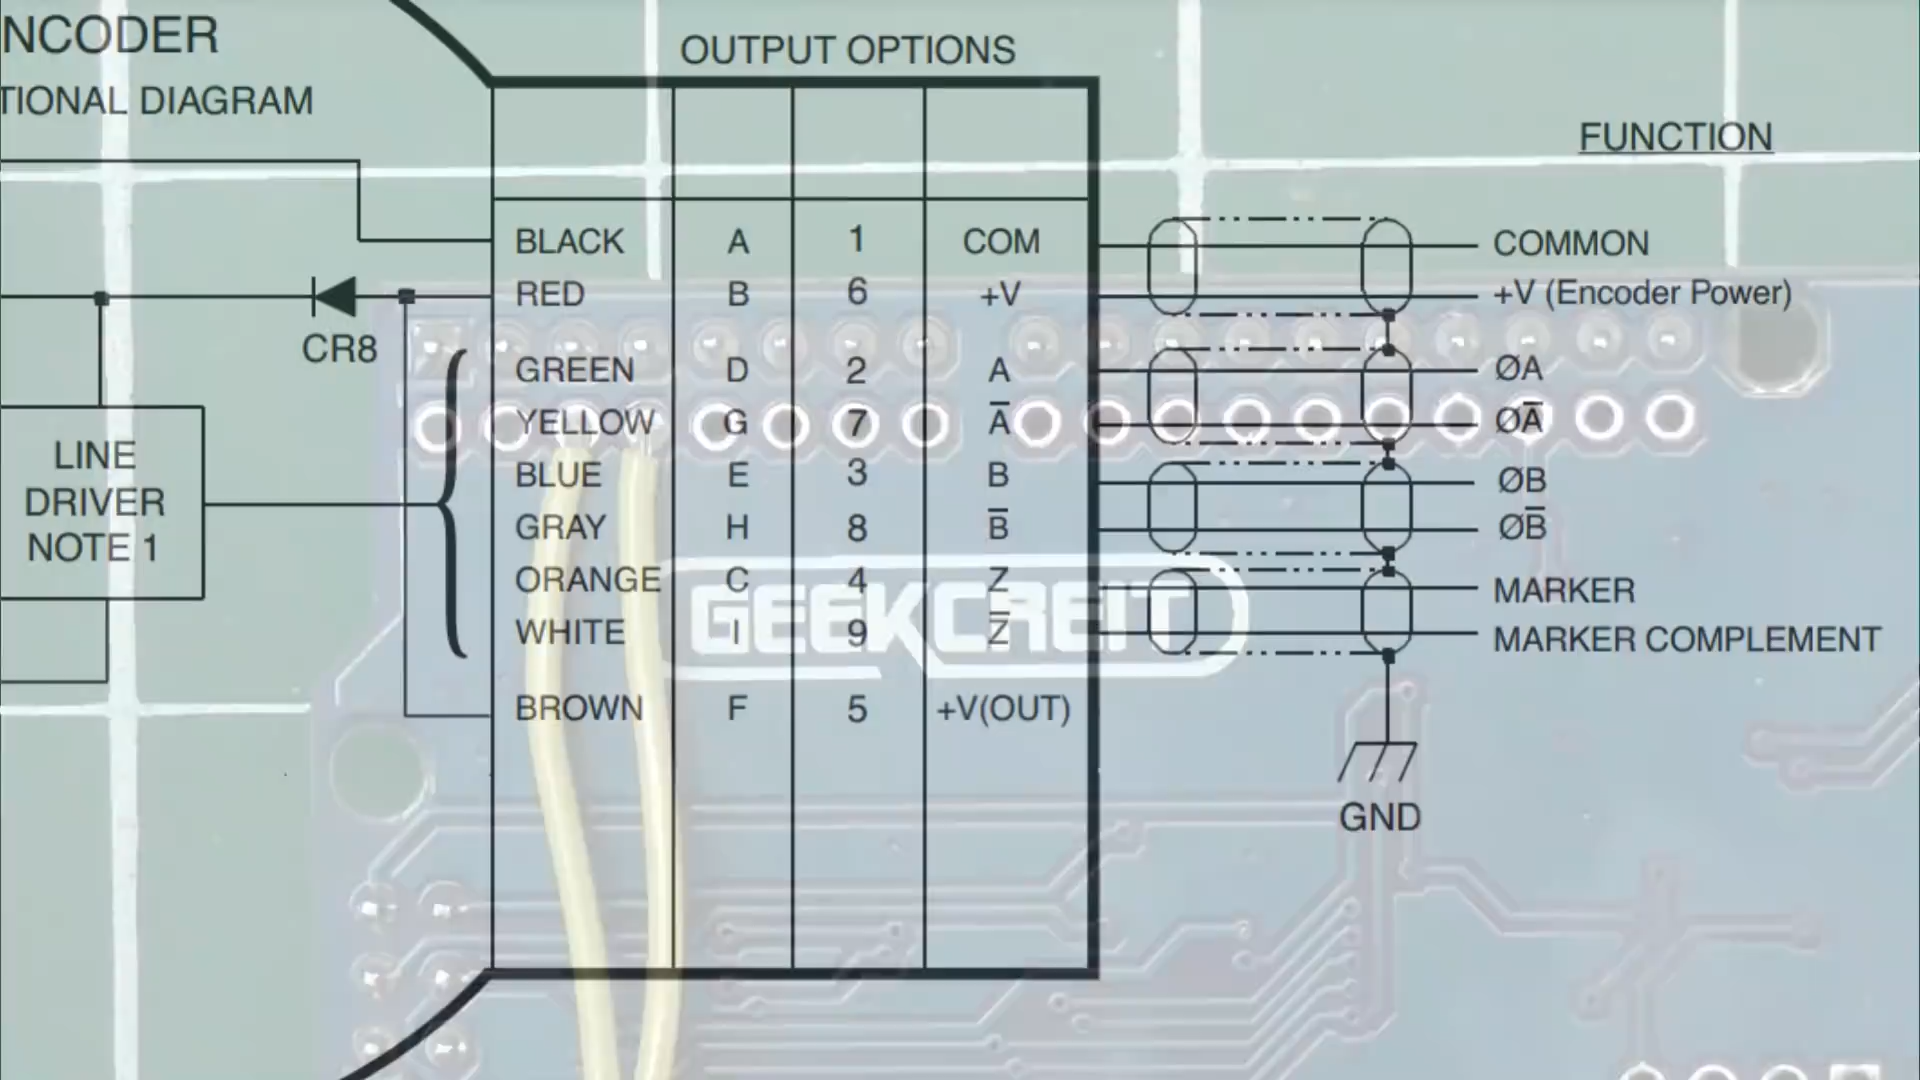 NCODER
TIONAL DIAGRAM
OUTPUT OPTIONS
FUNCTION
BLACK A 1 COM COMMON
RED B 6 +V +V (Encoder Power)
CR8
GREEN D 2 A ØA
YELLOW G 7 A̅ ØA̅
BLUE E 3 B ØB
GRAY H 8 B̅ ØB̅
ORANGE C 4 Z MARKER
WHITE I 9 Z̅ MARKER COMPLEMENT
BROWN F 5 +V(OUT)
LINE
DRIVER
NOTE 1
GEEKCREIT
GND